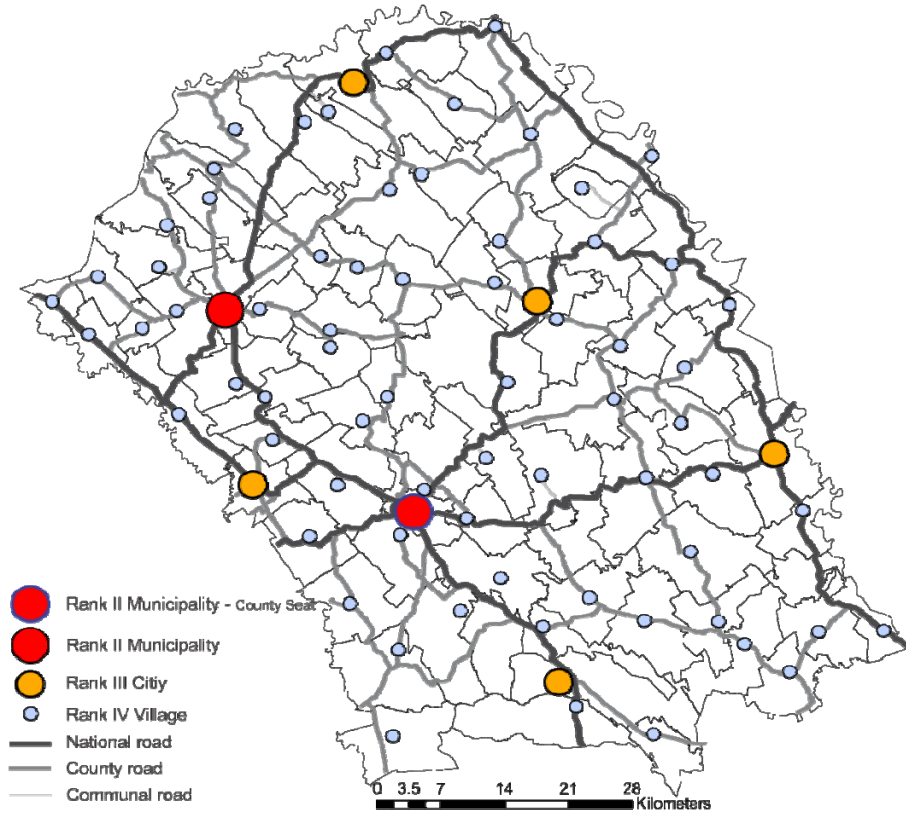 Rank II Municipality - County Seat
Rank II Municipality
Rank III Citiy
Rank IV Village
National road
County road
Communal road
0 3.5 7 14 21 28
Kilometers